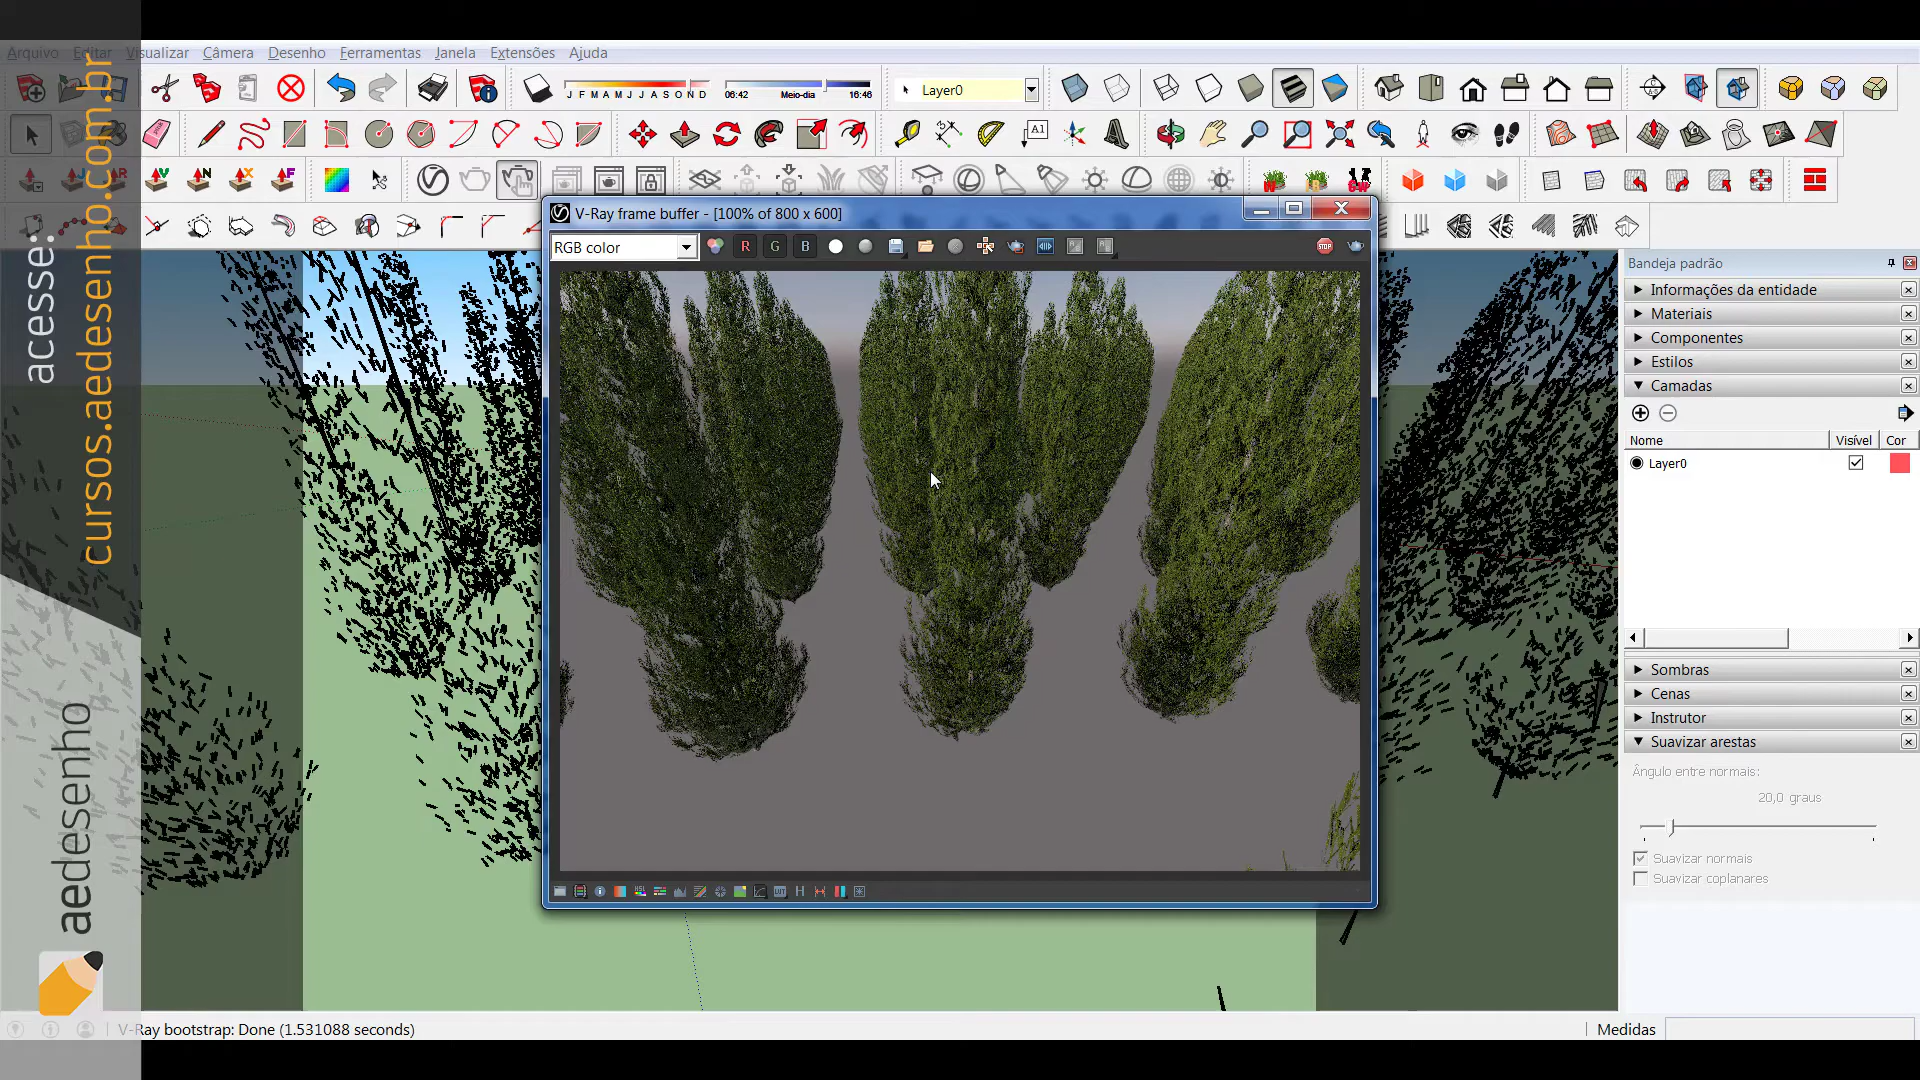 Arquivo Editar Visualizar Câmera Desenho Ferramentas Janela Extensões Ajuda
J F M A M J J A S O N D
06:42 Meio-dia 16:46
Layer0
A1
V-Ray frame buffer - [100% of 800 x 600]
RGB color
R G B
Bandeja padrão
Informações da entidade
Materiais
Componentes
Estilos
Camadas
Nome Visível Cor
Layer0
Sombras
Cenas
Instrutor
Suavizar arestas
Ângulo entre normais:
20,0 graus
Suavizar normais
Suavizar coplanares
acesse:
cursos.aedesenho.com.br
aedesenho
V-Ray bootstrap: Done (1.531088 seconds)
Medidas